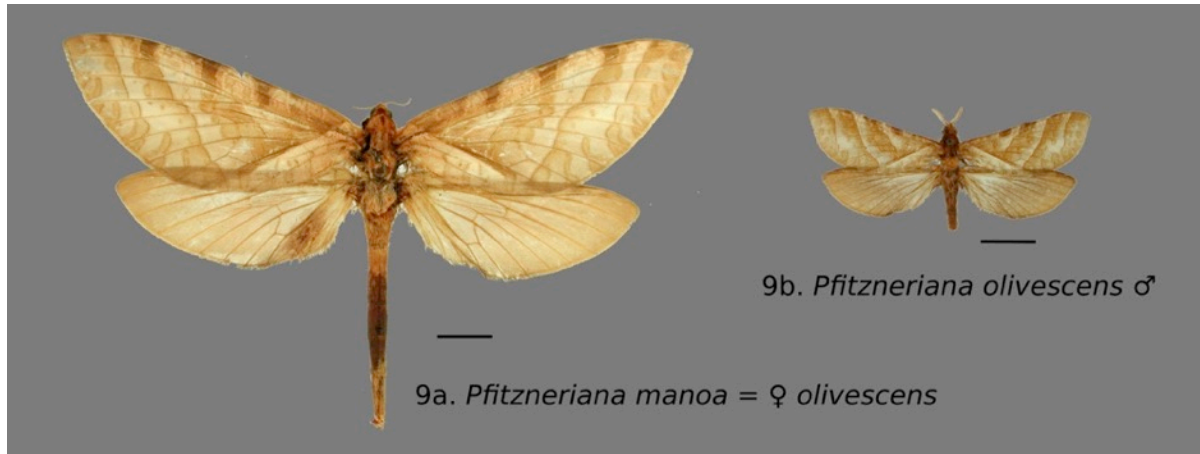 9b. Pfitzneriana olivescens ♂
9a. Pfitzneriana manoa = ♀ olivescens